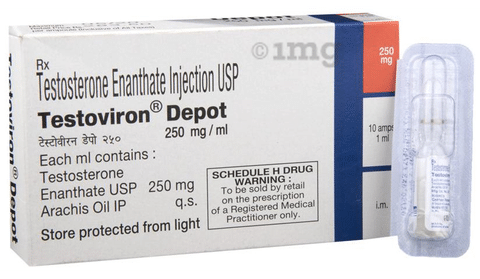 Depot
©1mg
250
mg
Rx
Testosterone Enanthate Injection USP
Testoviron® Depot
250 mg / ml
टेस्टोवीरन डेपो २५०
Each ml contains :
Testosterone
Enanthate USP 250 mg
Arachis Oil IP q.s.
Store protected from light
SCHEDULE H DRUG
WARNING :
To be sold by retail
on the prescription
of a Registered Medical
Practitioner only.
10 amps
1 ml
i.m.
Testoviron® Depot